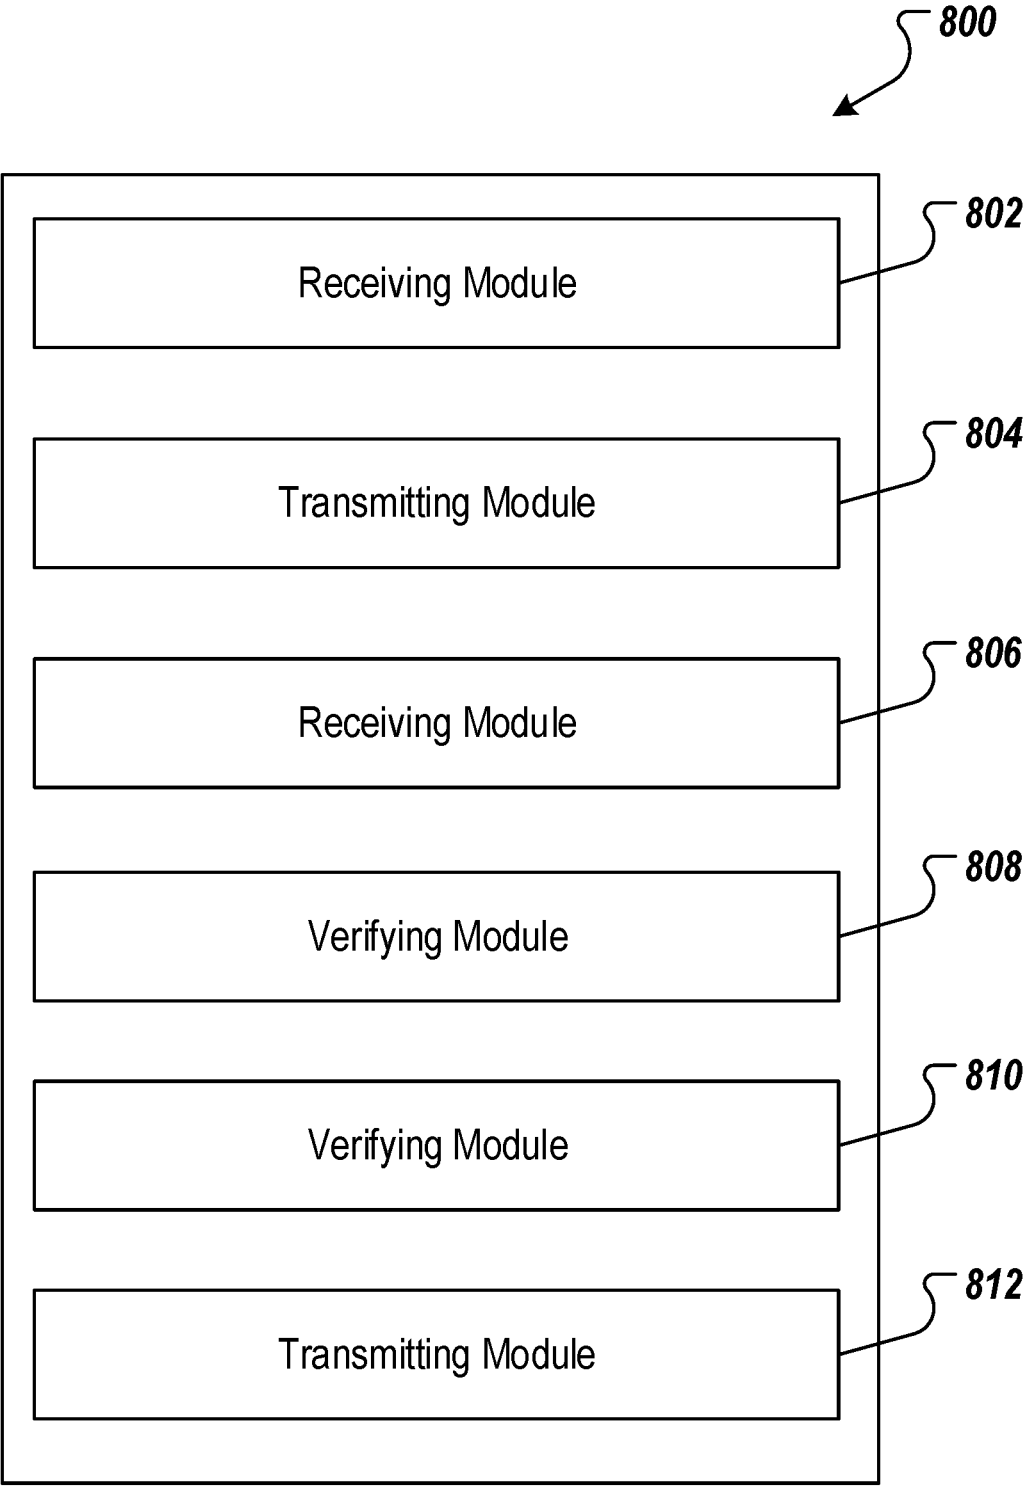 800
802
Receiving Module
804
Transmitting Module
806
Receiving Module
808
Verifying Module
810
Verifying Module
812
Transmitting Module